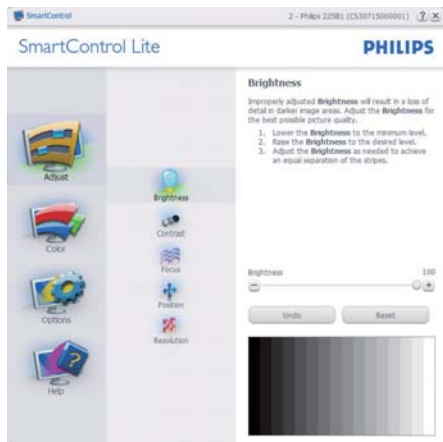 SmartControl
2 - Philips 225B1 (CS30715000001)
SmartControl Lite
PHILIPS
Adjust
Color
Options
Help
Brightness
Contrast
Focus
Position
Resolution
Brightness
Improperly adjusted Brightness will result in a loss of
detail in darker image areas. Adjust the Brightness for
the best possible picture quality.
1. Lower the Brightness to the minimum level.
2. Raise the Brightness to the desired level.
3. Adjust the Brightness as needed to achieve
an equal separation of the stripes.
Brightness 100
Undo Reset